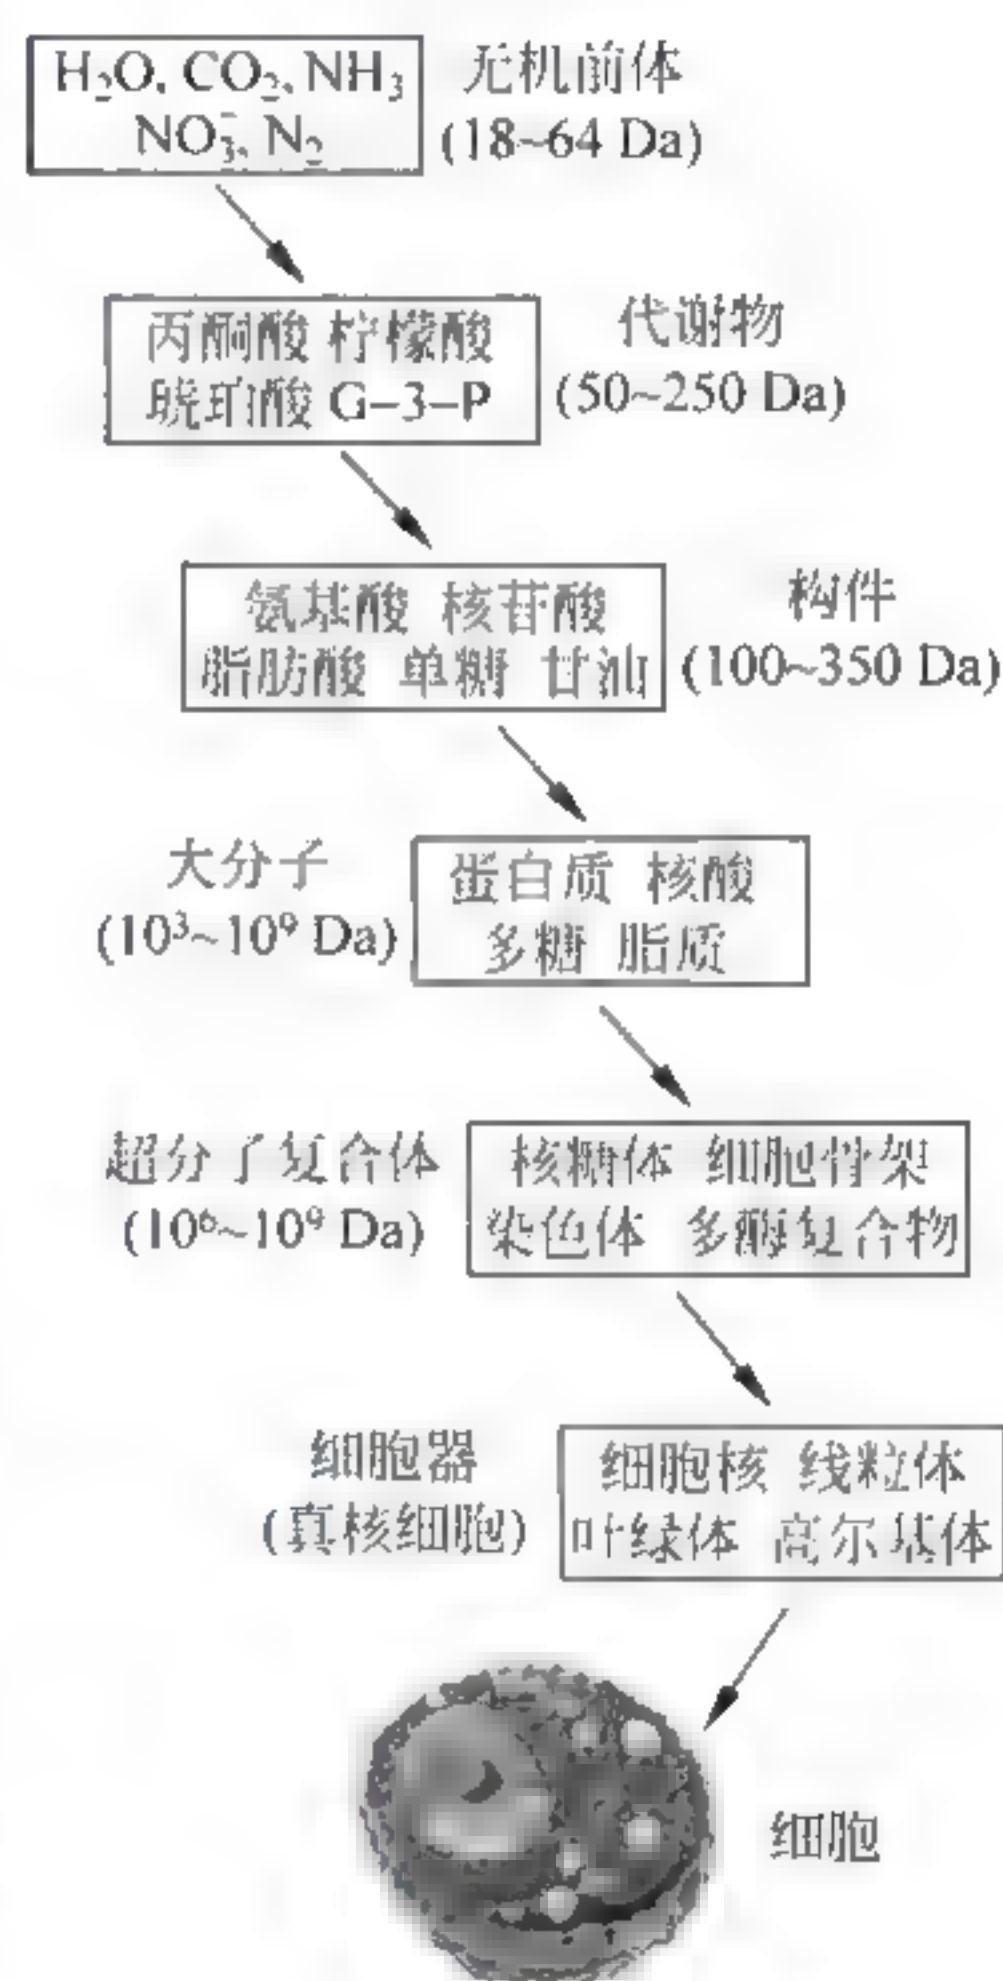 H₂O, CO₂, NH₃
NO₃⁻, N₂
无机前体
(18~64 Da)
丙酮酸 柠檬酸
琥珀酸 G-3-P
代谢物
(50~250 Da)
氨基酸 核苷酸
脂肪酸 单糖 甘油
构件
(100~350 Da)
大分子
(10³~10⁹ Da)
蛋白质 核酸
多糖 脂质
超分子复合体
(10⁶~10⁹ Da)
核糖体 细胞骨架
染色体 多酶复合物
细胞器
(真核细胞)
细胞核 线粒体
叶绿体 高尔基体
细胞